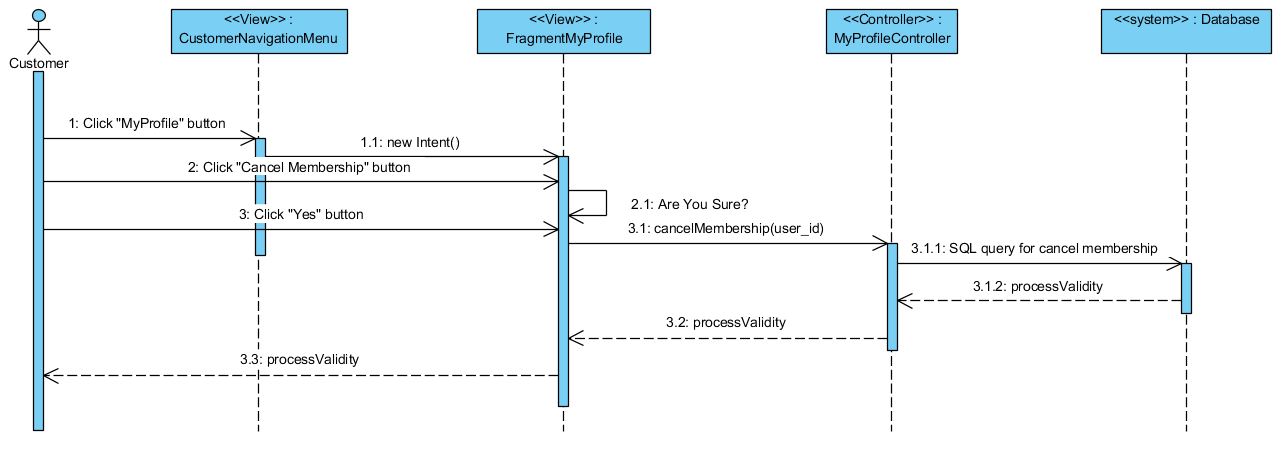 <<View>> :
CustomerNavigationMenu
<<View>> :
FragmentMyProfile
<<Controller>> :
MyProfileController
<<system>> : Database
Customer
1: Click "MyProfile" button
1.1: new Intent()
2: Click "Cancel Membership" button
2.1: Are You Sure?
3: Click "Yes" button
3.1: cancelMembership(user_id)
3.1.1: SQL query for cancel membership
3.1.2: processValidity
3.2: processValidity
3.3: processValidity